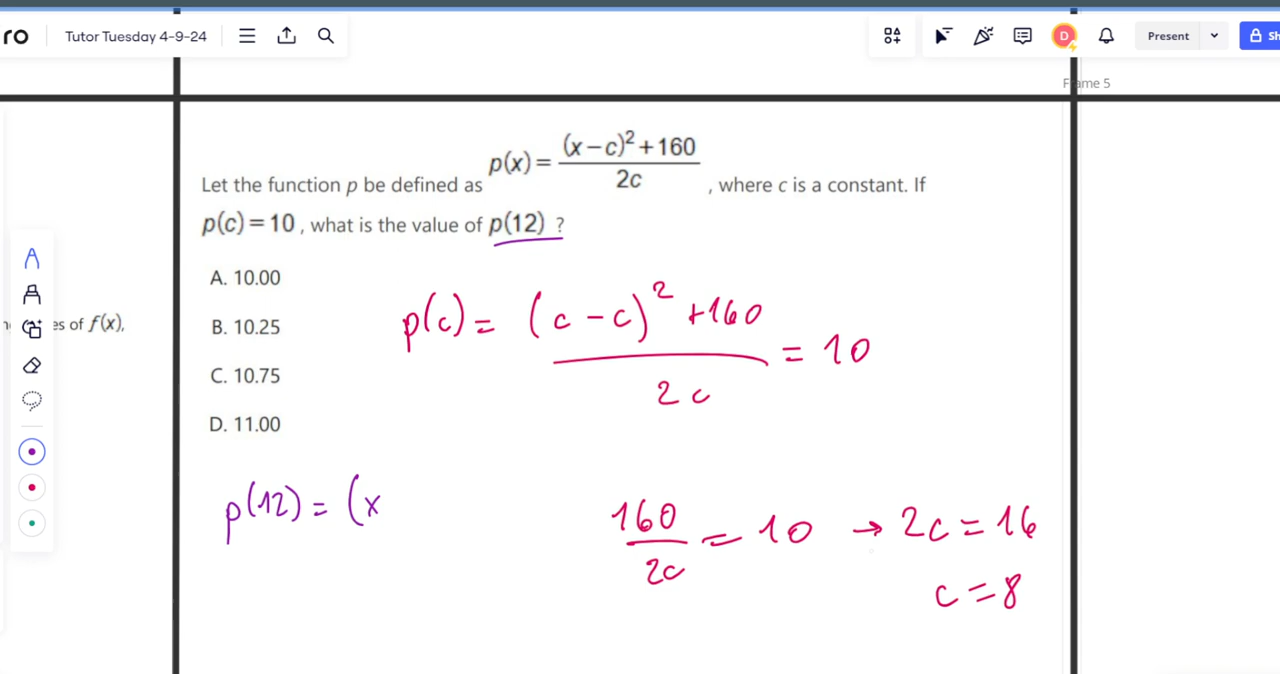 ro Tutor Tuesday 4-9-24 Present Sh
Frame 5
p(x) = (x-c)²+160 / 2c
Let the function p be defined as , where c is a constant. If
p(c) = 10 , what is the value of p(12) ?
A. 10.00
B. 10.25
C. 10.75
D. 11.00
es of f(x),
p(c) = (c - c)² +160 / 2c = 10
p(12) = (x
160 / 2c = 10 → 2c = 16
c = 8